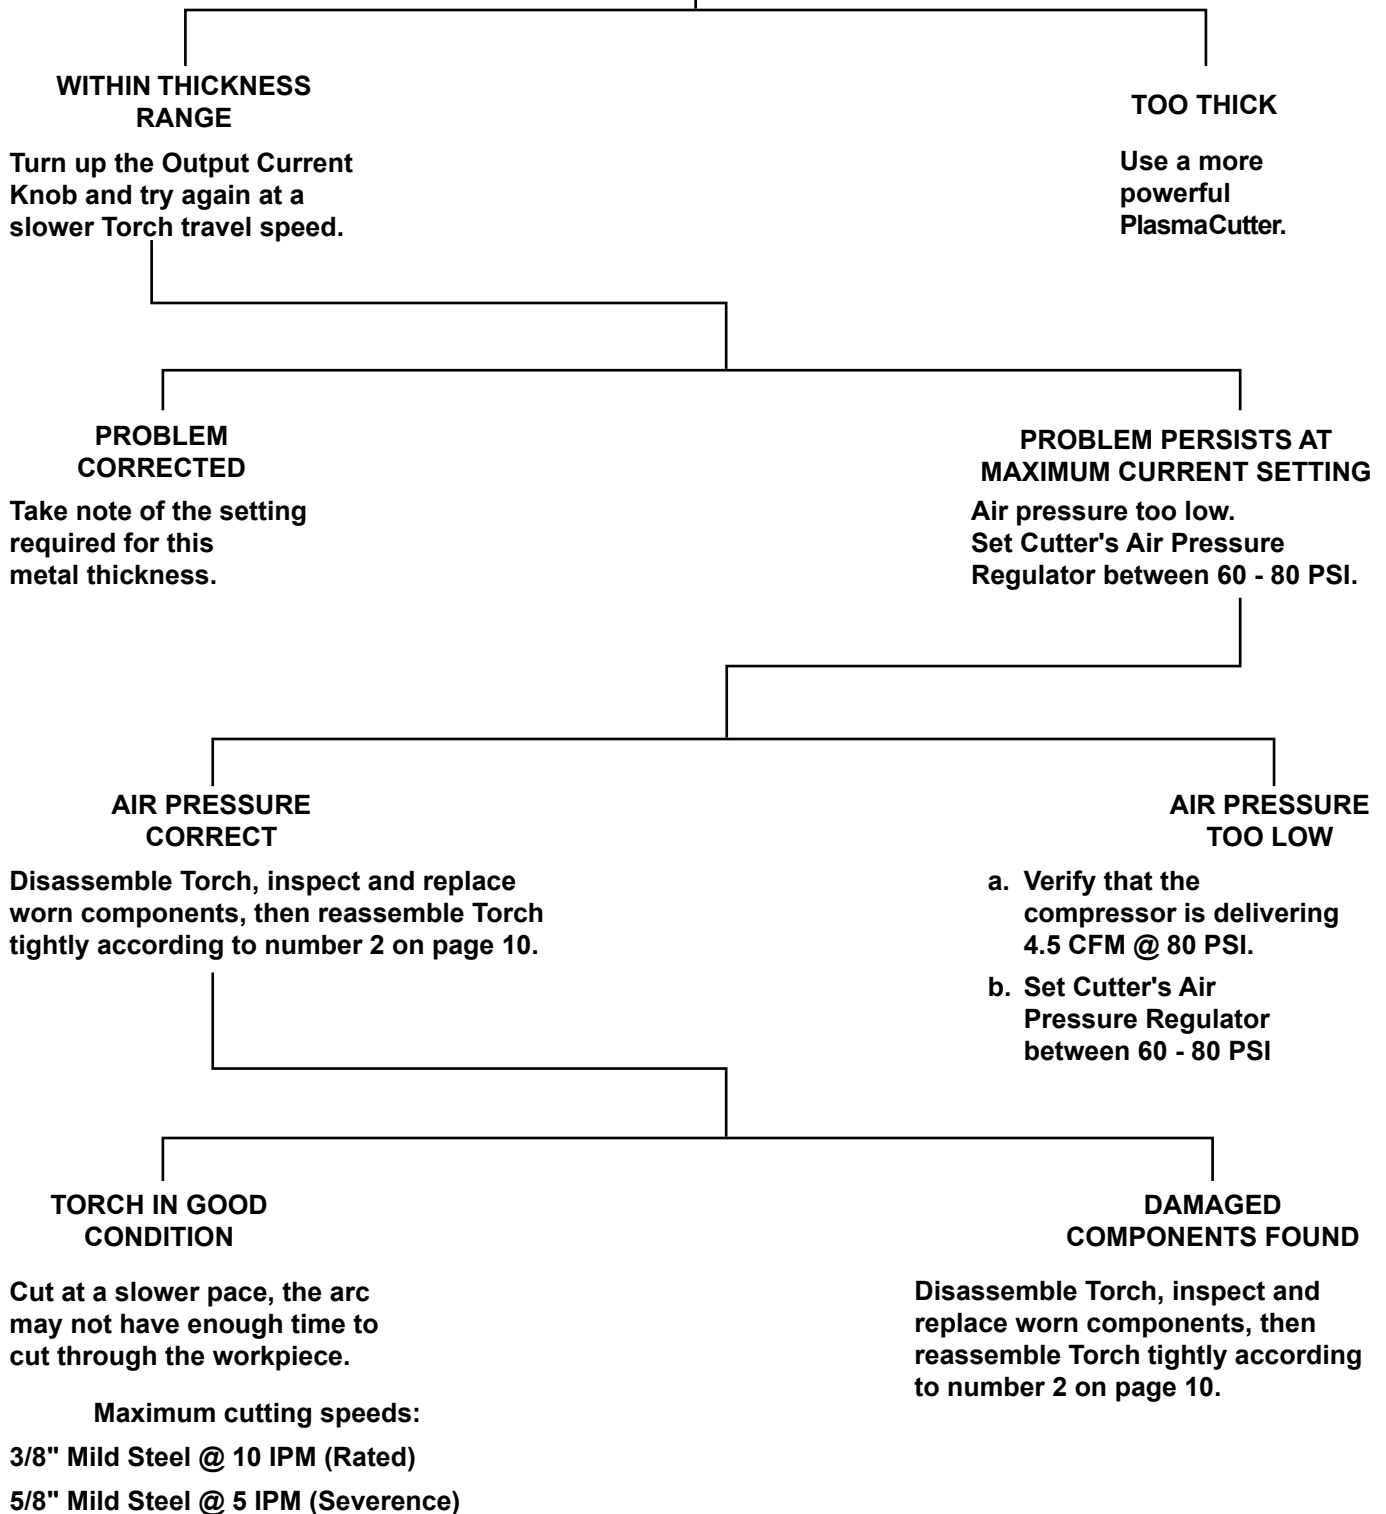 WITHIN THICKNESS
RANGE
Turn up the Output Current
Knob and try again at a
slower Torch travel speed.
TOO THICK
Use a more
powerful
PlasmaCutter.
PROBLEM
CORRECTED
Take note of the setting
required for this
metal thickness.
PROBLEM PERSISTS AT
MAXIMUM CURRENT SETTING
Air pressure too low.
Set Cutter's Air Pressure
Regulator between 60 - 80 PSI.
AIR PRESSURE
CORRECT
Disassemble Torch, inspect and replace
worn components, then reassemble Torch
tightly according to number 2 on page 10.
AIR PRESSURE
TOO LOW
a. Verify that the
compressor is delivering
4.5 CFM @ 80 PSI.
b. Set Cutter's Air
Pressure Regulator
between 60 - 80 PSI
TORCH IN GOOD
CONDITION
Cut at a slower pace, the arc
may not have enough time to
cut through the workpiece.
Maximum cutting speeds:
3/8" Mild Steel @ 10 IPM (Rated)
5/8" Mild Steel @ 5 IPM (Severence)
DAMAGED
COMPONENTS FOUND
Disassemble Torch, inspect and
replace worn components, then
reassemble Torch tightly according
to number 2 on page 10.